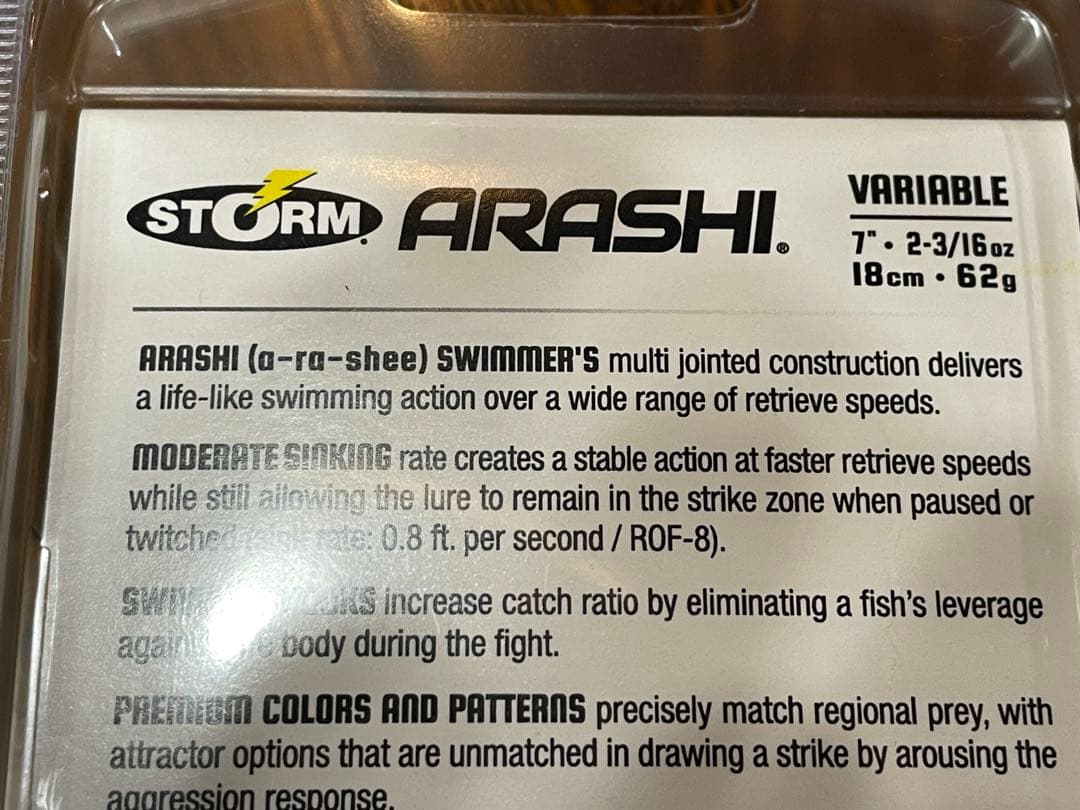 STORM ARASHI®
VARIABLE
7" • 2-3/16oz
18cm • 62g
ARASHI (a-ra-shee) SWIMMER'S multi jointed construction delivers
a life-like swimming action over a wide range of retrieve speeds.
MODERATE SINKING rate creates a stable action at faster retrieve speeds
while still allowing the lure to remain in the strike zone when paused or
twitched rate: 0.8 ft. per second / ROF-8).
increase catch ratio by eliminating a fish's leverage
body during the fight.
PREMIUM COLORS AND PATTERNS precisely match regional prey, with
attractor options that are unmatched in drawing a strike by arousing the
aggression response.